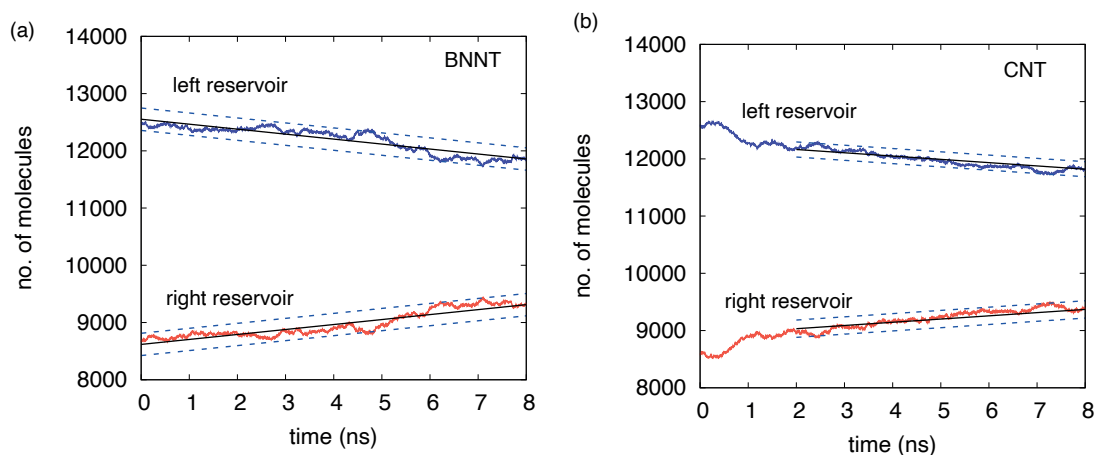 (a)
14000
13000
12000
11000
10000
9000
8000
no. of molecules
BNNT
left reservoir
right reservoir
0 1 2 3 4 5 6 7 8
time (ns)
(b)
14000
13000
12000
11000
10000
9000
8000
no. of molecules
CNT
left reservoir
right reservoir
0 1 2 3 4 5 6 7 8
time (ns)